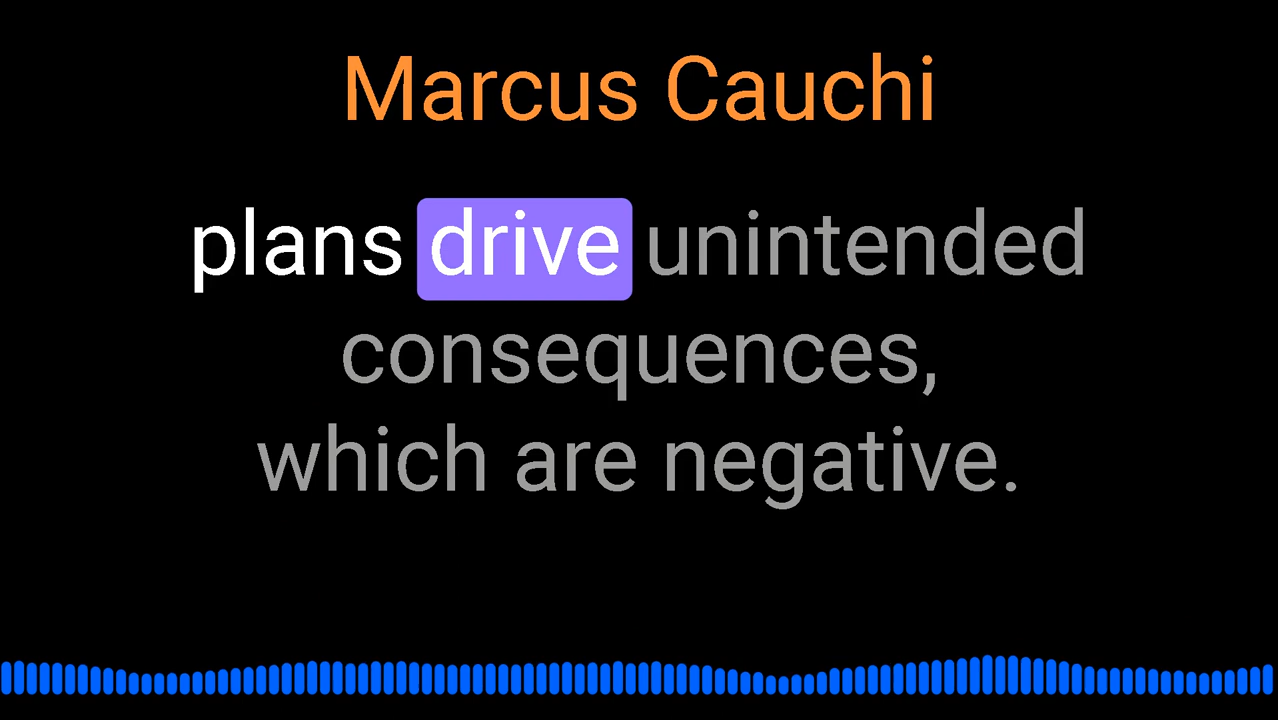 Marcus Cauchi
plans drive unintended
consequences,
which are negative.